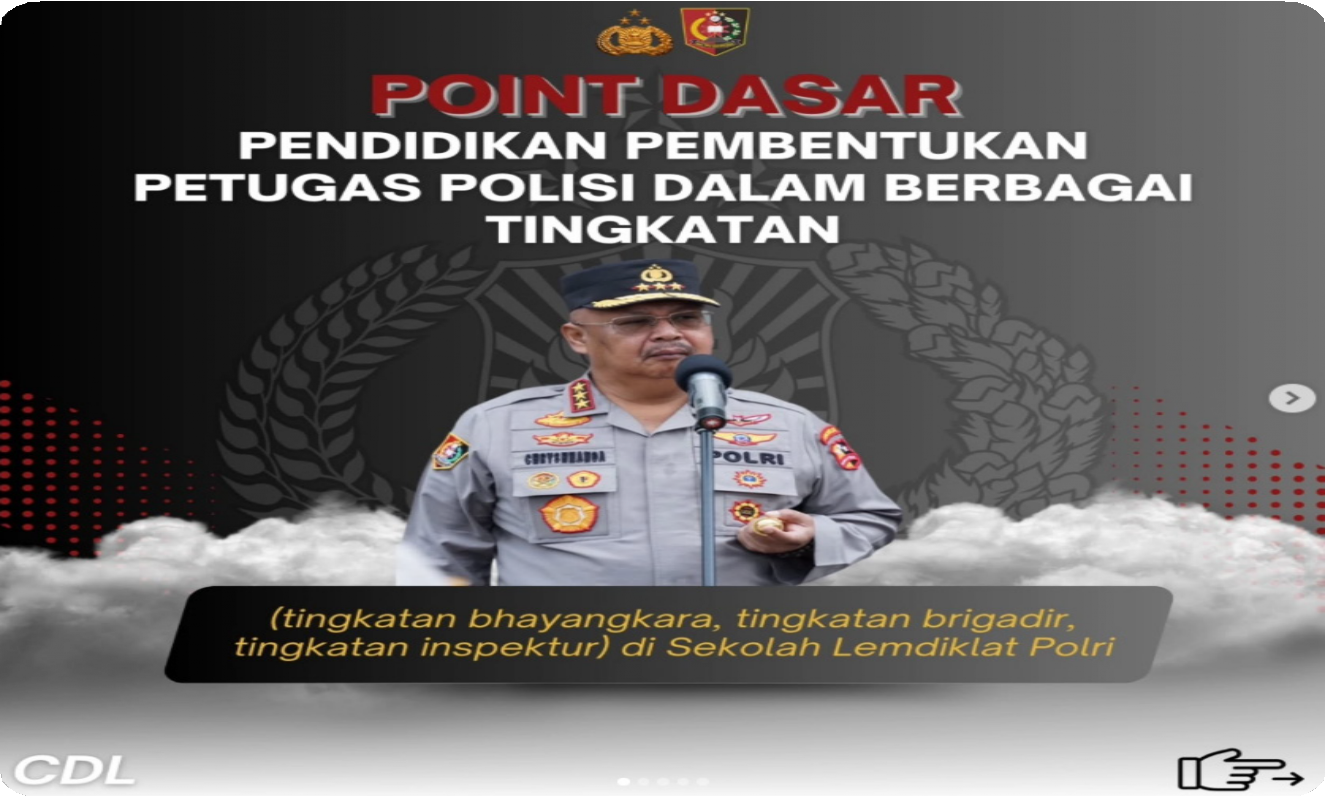 POINT DASAR
PENDIDIKAN PEMBENTUKAN
PETUGAS POLISI DALAM BERBAGAI
TINGKATAN
POLRI
(tingkatan bhayangkara, tingkatan brigadir,
tingkatan inspektur) di Sekolah Lemdiklat Polri
CDL